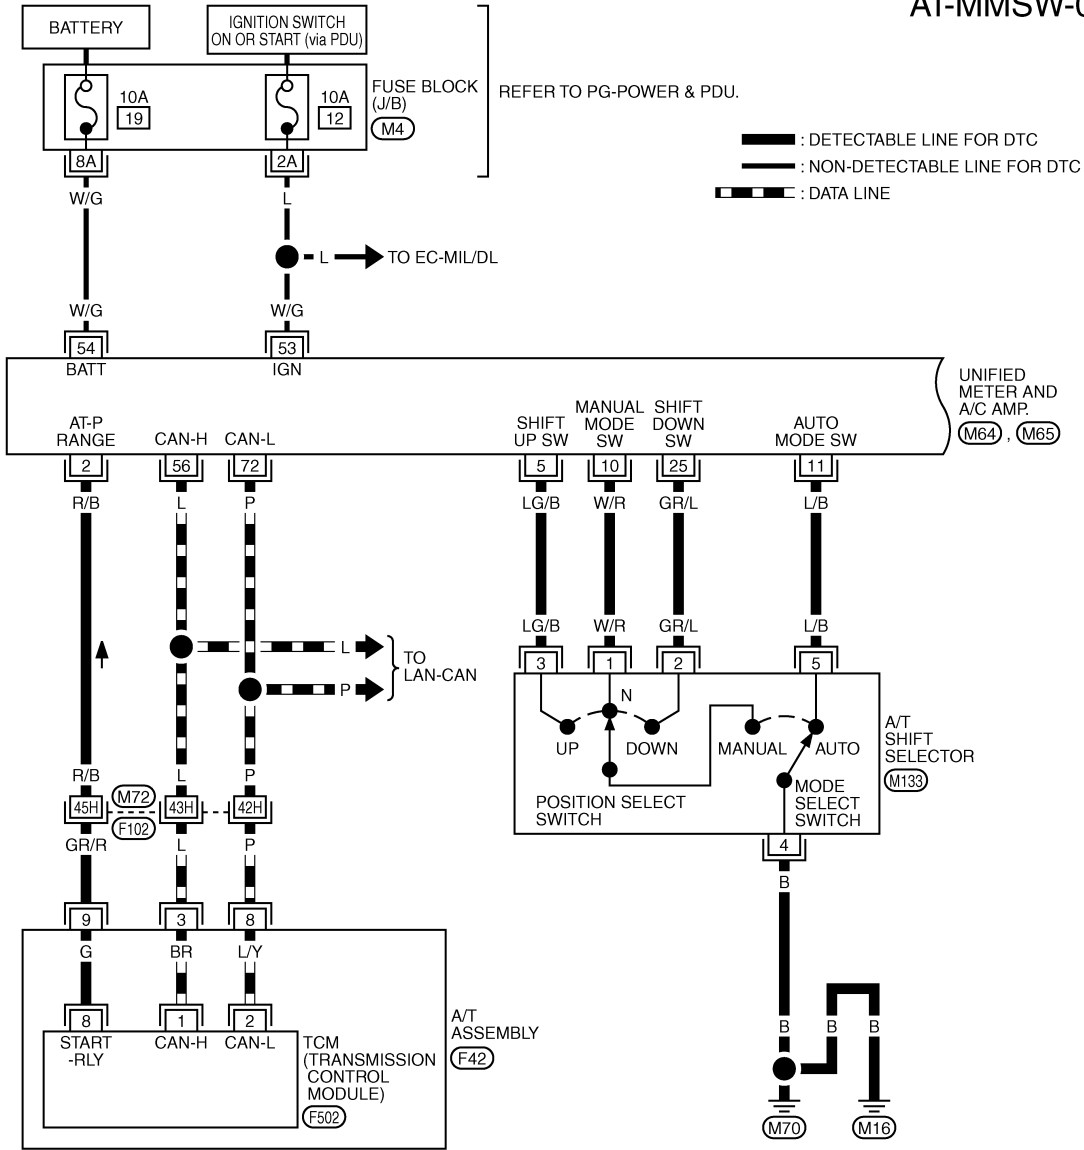 AT-MMSW-
BATTERY
IGNITION SWITCH
ON OR START (via PDU)
10A
19
10A
12
FUSE BLOCK
(J/B)
M4
REFER TO PG-POWER & PDU.
8A
2A
: DETECTABLE LINE FOR DTC
: NON-DETECTABLE LINE FOR DTC
: DATA LINE
W/G
L
L
TO EC-MIL/DL
W/G
W/G
54
53
BATT
IGN
UNIFIED
METER AND
A/C AMP.
M64 , M65
AT-P
RANGE
CAN-H
CAN-L
SHIFT
UP SW
MANUAL
MODE
SW
SHIFT
DOWN
SW
AUTO
MODE SW
2
56
72
5
10
25
11
R/B
L
P
LG/B
W/R
GR/L
L/B
LG/B
W/R
GR/L
L/B
L
P
TO
LAN-CAN
3
1
2
5
N
UP
DOWN
MANUAL
AUTO
POSITION SELECT
SWITCH
MODE
SELECT
SWITCH
A/T
SHIFT
SELECTOR
M133
R/B
L
P
45H
M72
F102
43H
42H
GR/R
L
P
4
B
9
3
8
G
BR
L/Y
8
1
2
START
-RLY
CAN-H
CAN-L
TCM
(TRANSMISSION
CONTROL
MODULE)
F502
A/T
ASSEMBLY
F42
B
B
B
M70
M16